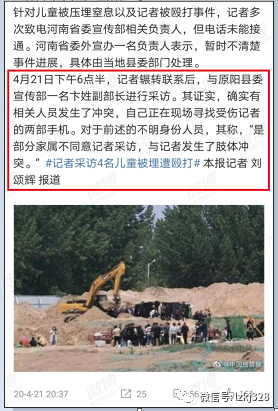 针对儿童被压埋窒息以及记者被殴打事件，记者多
次致电河南省委宣传部相关负责人，但电话未能接
通。河南省委外宣办一名负责人表示，暂时不清楚
事件进展，具体由当地县委部门处理。
4月21日下午6点半，记者辗转联系后，与原阳县委
宣传部一名卞姓副部长进行采访。其证实，确实有
相关人员发生了冲突，自己正在现场寻找受伤记者
的两部手机。对于前述的不明身份人员，其称，“是
部分家属不同意记者采访，与记者发生了肢体冲
突。”#记者采访4名儿童被埋遭殴打# 本报记者 刘
颂辉 报道
@中国经营报
20-4-21 20:37
25
56
微信号：lzkj328